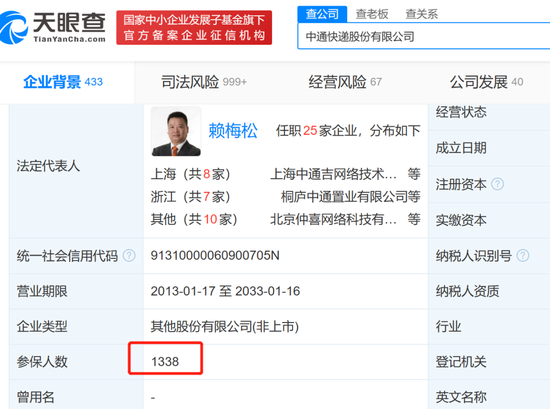 天眼查
TianYanCha.com
国家中小企业发展子基金旗下
官方备案企业征信机构
查公司
查老板
查关系
中通快递股份有限公司
企业背景 433
司法风险 999+
经营风险 67
公司发展 40
法定代表人
赖梅松
任职25家企业，分布如下
上海（共8家）
上海中通吉网络技术… 等
浙江（共7家）
桐庐中通置业有限公司等
其他（共10家）
北京仲喜网络科技有… 等
经营状态
成立日期
注册资本 ?
实缴资本
统一社会信用代码 ?
91310000060900705N
纳税人识别号 ?
营业期限
2013-01-17 至 2033-01-16
纳税人资质
企业类型
其他股份有限公司(非上市)
行业
参保人数
1338
登记机关
曾用名
-
英文名称